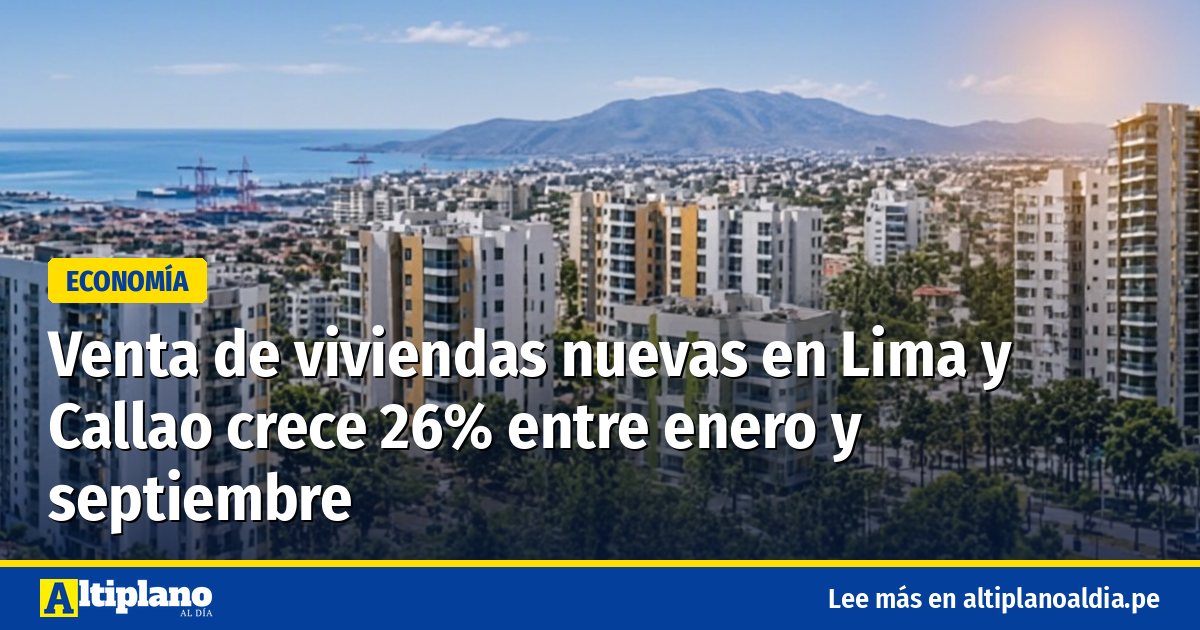 ECONOMÍA
Venta de viviendas nuevas en Lima y
Callao crece 26% entre enero y
septiembre
Altiplano
AL DÍA
Lee más en altiplanoaldia.pe